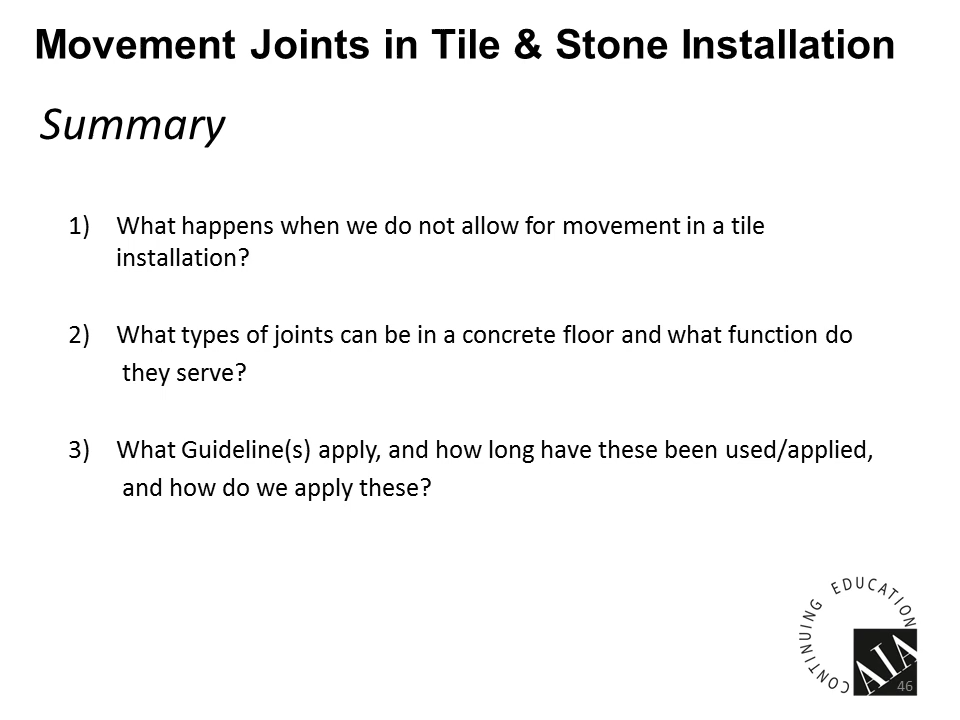 Movement Joints in Tile & Stone Installation
Summary
1) What happens when we do not allow for movement in a tile
installation?
2) What types of joints can be in a concrete floor and what function do
they serve?
3) What Guideline(s) apply, and how long have these been used/applied,
and how do we apply these?
CONTINUING EDUCATION
AIA
46